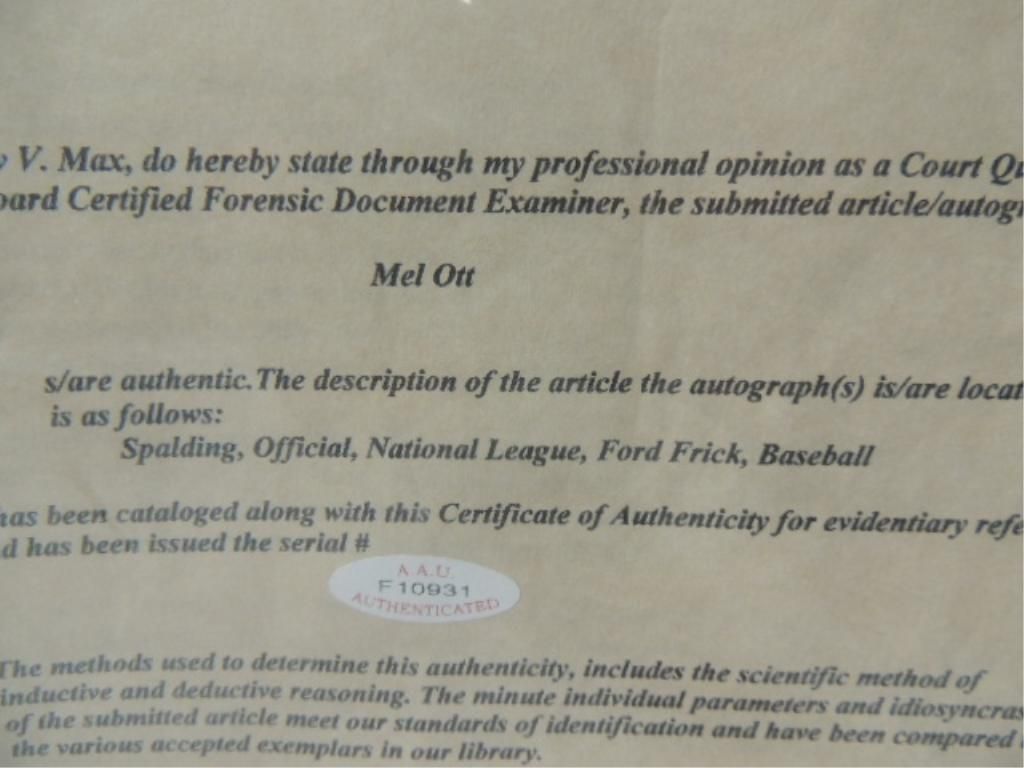 V. Max, do hereby state through my professional opinion as a Court Qu
oard Certified Forensic Document Examiner, the submitted article/autogr
Mel Ott
s/are authentic. The description of the article the autograph(s) is/are locat
is as follows:
Spalding, Official, National League, Ford Frick, Baseball
has been cataloged along with this Certificate of Authenticity for evidentiary refe
d has been issued the serial #
A.A.U.
F10931
AUTHENTICATED
The methods used to determine this authenticity, includes the scientific method of
inductive and deductive reasoning. The minute individual parameters and idiosyncras
of the submitted article meet our standards of identification and have been compared
the various accepted exemplars in our library.